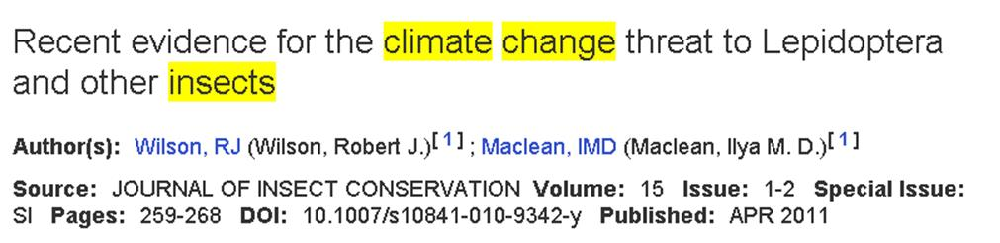 Recent evidence for the climate change threat to Lepidoptera
and other insects
Author(s): Wilson, RJ (Wilson, Robert J.)[ 1 ] ; Maclean, IMD (Maclean, Ilya M. D.)[ 1 ]
Source: JOURNAL OF INSECT CONSERVATION Volume: 15 Issue: 1-2 Special Issue:
SI Pages: 259-268 DOI: 10.1007/s10841-010-9342-y Published: APR 2011